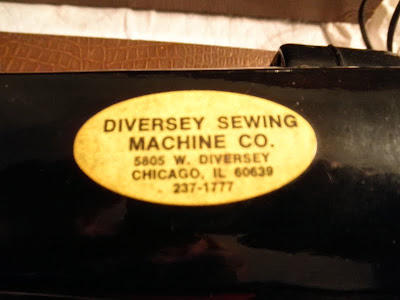 DIVERSEY SEWING
MACHINE CO.
5805 W. DIVERSEY
CHICAGO, IL 60639
237-1777